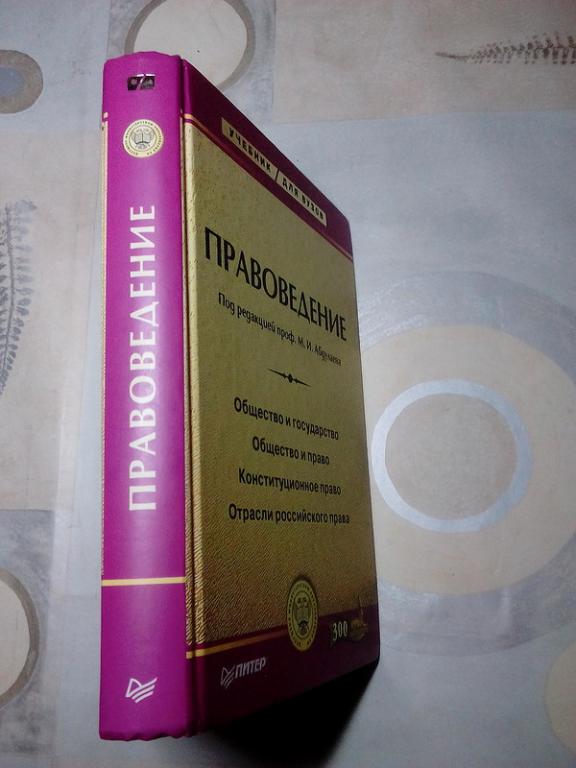 ПРАВОВЕДЕНИЕ
УЧЕБНИК / ДЛЯ ВУЗОВ
ПРАВОВЕДЕНИЕ
Под редакцией проф. М. И. Абдулаева
Общество и государство
Общество и право
Конституционное право
Отрасли российского права
300
ПИТЕР